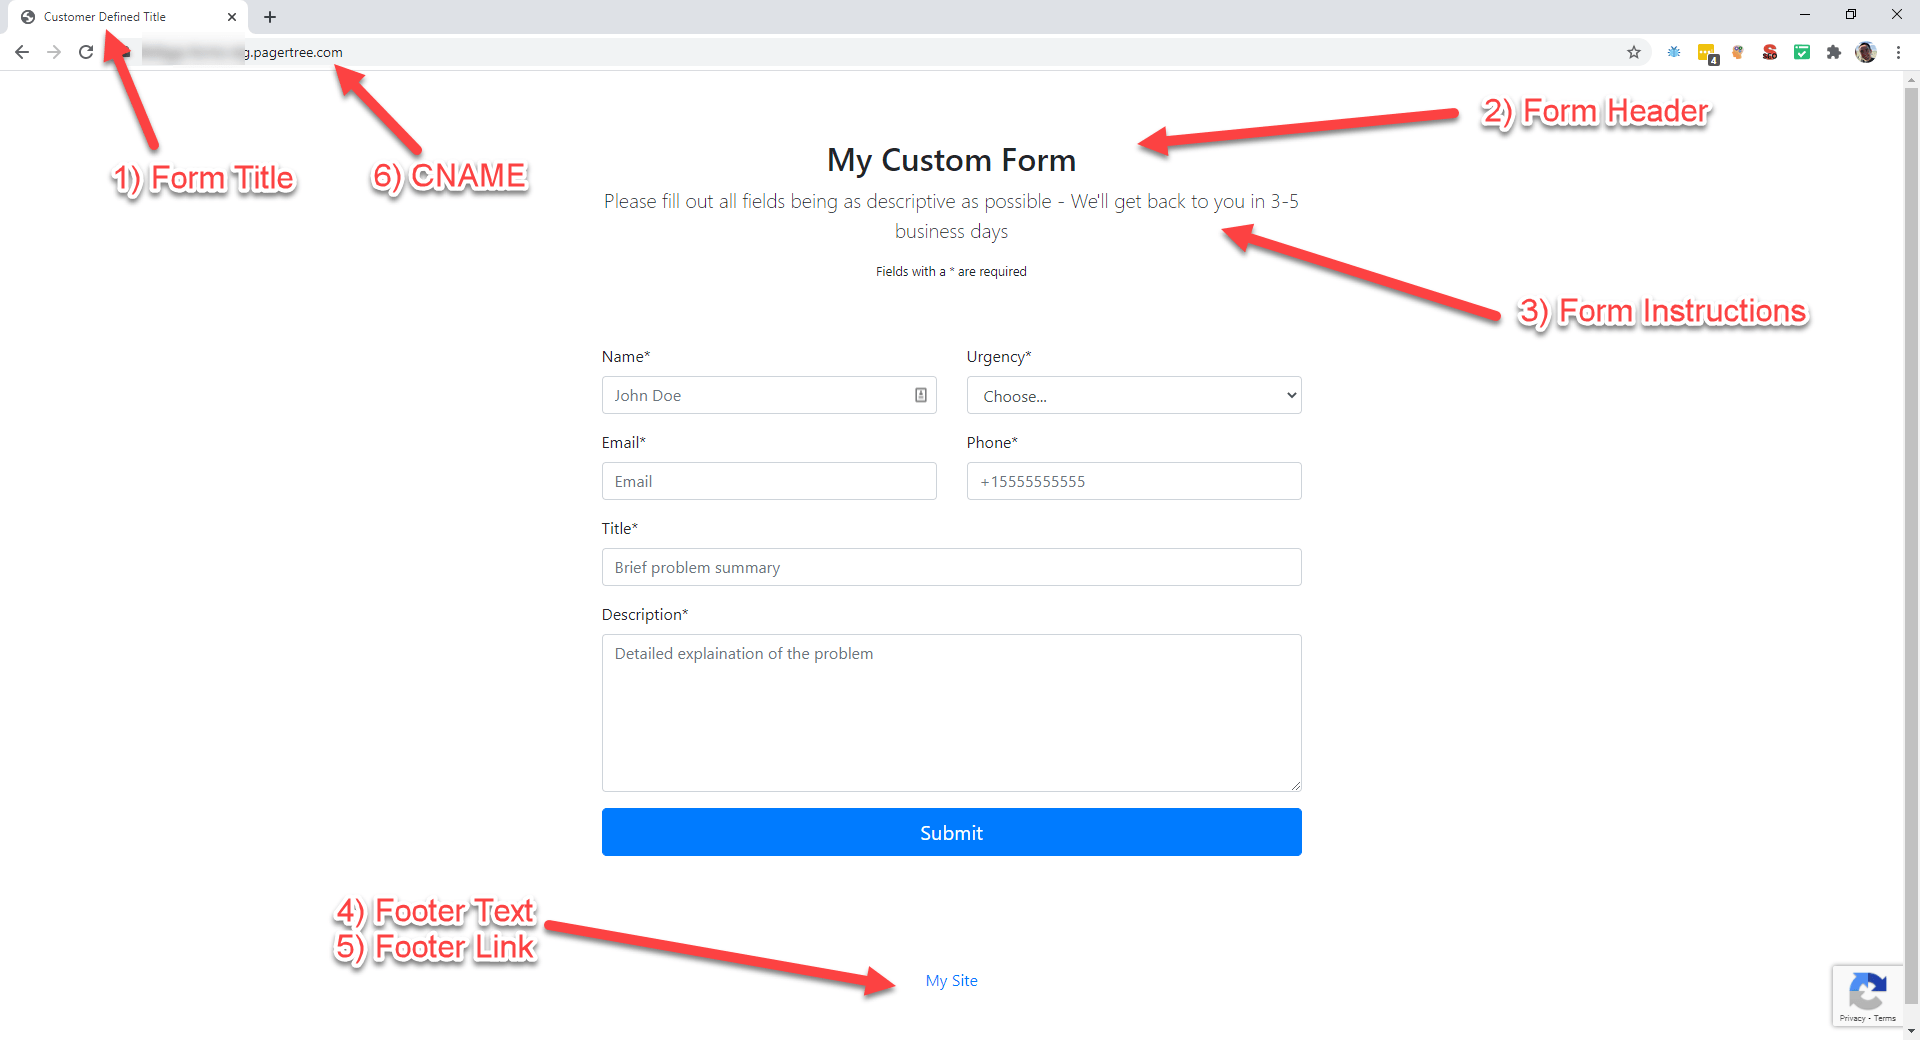 Customer Defined Title
g.pagertree.com
4
SEO
1) Form Title
6) CNAME
2) Form Header
My Custom Form
Please fill out all fields being as descriptive as possible - We'll get back to you in 3-5
business days
Fields with a * are required
3) Form Instructions
Name*
Urgency*
John Doe
Choose...
Email*
Phone*
Email
+15555555555
Title*
Brief problem summary
Description*
Detailed explaination of the problem
Submit
4) Footer Text
5) Footer Link
My Site
Privacy - Terms